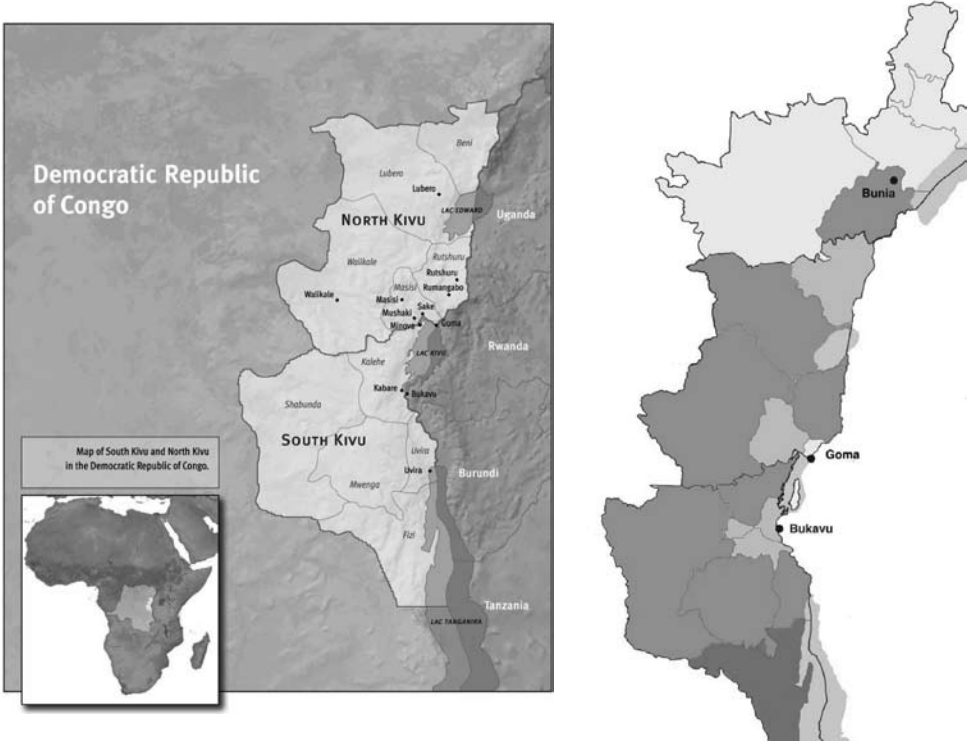 Democratic Republic
of Congo
Beni
Lubero
Lubero
LAC EDWARD
Uganda
NORTH KIVU
Rutshuru
Walikale
Rutshuru
Masisi
Rumangabo
Walikale
Masisi
Sake
Mushaki
Minova
Goma
Rwanda
LAC KIVU
Kalehe
Kabare
Bukavu
Shabunda
SOUTH KIVU
Uvira
Uvira
Burundi
Mwenga
Fizi
Tanzania
LAC TANGANIKA
Map of South Kivu and North Kivu
in the Democratic Republic of Congo.
Bunia
Goma
Bukavu